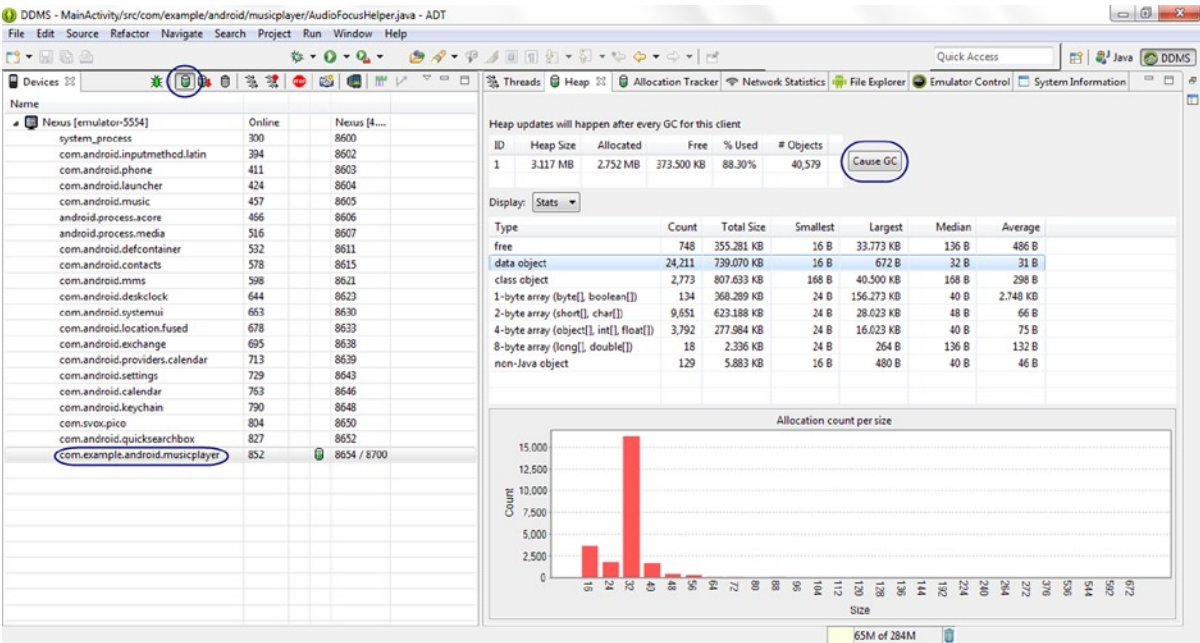 DDMS - MainActivity/src/com/example/android/musicplayer/AudioFocusHelper.java - ADT
File Edit Source Refactor Navigate Search Project Run Window Help
Quick Access
Java
DDMS
Devices
Name
Nexus [emulator-5554] Online Nexus [4....
system_process 300 8600
com.android.inputmethod.latin 394 8602
com.android.phone 411 8603
com.android.launcher 424 8604
com.android.music 457 8605
android.process.acore 466 8606
android.process.media 516 8607
com.android.defcontainer 532 8611
com.android.contacts 578 8615
com.android.mms 598 8621
com.android.deskclock 644 8623
com.android.systemui 663 8630
com.android.location.fused 678 8633
com.android.exchange 695 8638
com.android.providers.calendar 713 8639
com.android.settings 729 8643
com.android.calendar 763 8646
com.android.keychain 790 8648
com.svox.pico 804 8650
com.android.quicksearchbox 827 8652
com.example.android.musicplayer 852 8654 / 8700
Threads Heap Allocation Tracker Network Statistics File Explorer Emulator Control System Information
Heap updates will happen after every GC for this client
ID Heap Size Allocated Free % Used # Objects
1 3.117 MB 2.752 MB 373.500 KB 88.30% 40,579
Cause GC
Display: Stats
Type Count Total Size Smallest Largest Median Average
free 748 355.281 KB 16 B 33.773 KB 136 B 486 B
data object 24,211 739.070 KB 16 B 672 B 32 B 31 B
class object 2,773 807.633 KB 168 B 40.500 KB 168 B 298 B
1-byte array (byte[], boolean[]) 134 368.289 KB 24 B 156.273 KB 40 B 2.748 KB
2-byte array (short[], char[]) 9,651 623.188 KB 24 B 28.023 KB 48 B 66 B
4-byte array (object[], int[], float[]) 3,792 277.984 KB 24 B 16.023 KB 40 B 75 B
8-byte array (long[], double[]) 18 2.336 KB 24 B 264 B 136 B 132 B
non-Java object 129 5.883 KB 16 B 480 B 40 B 46 B
Allocation count per size
Count
15,000
12,500
10,000
7,500
5,000
2,500
0
16 24 32 40 48 56 64 72 80 88 96 104 112 120 128 136 144 192 224 240 264 272 376 536 544 592 672
Size
65M of 284M